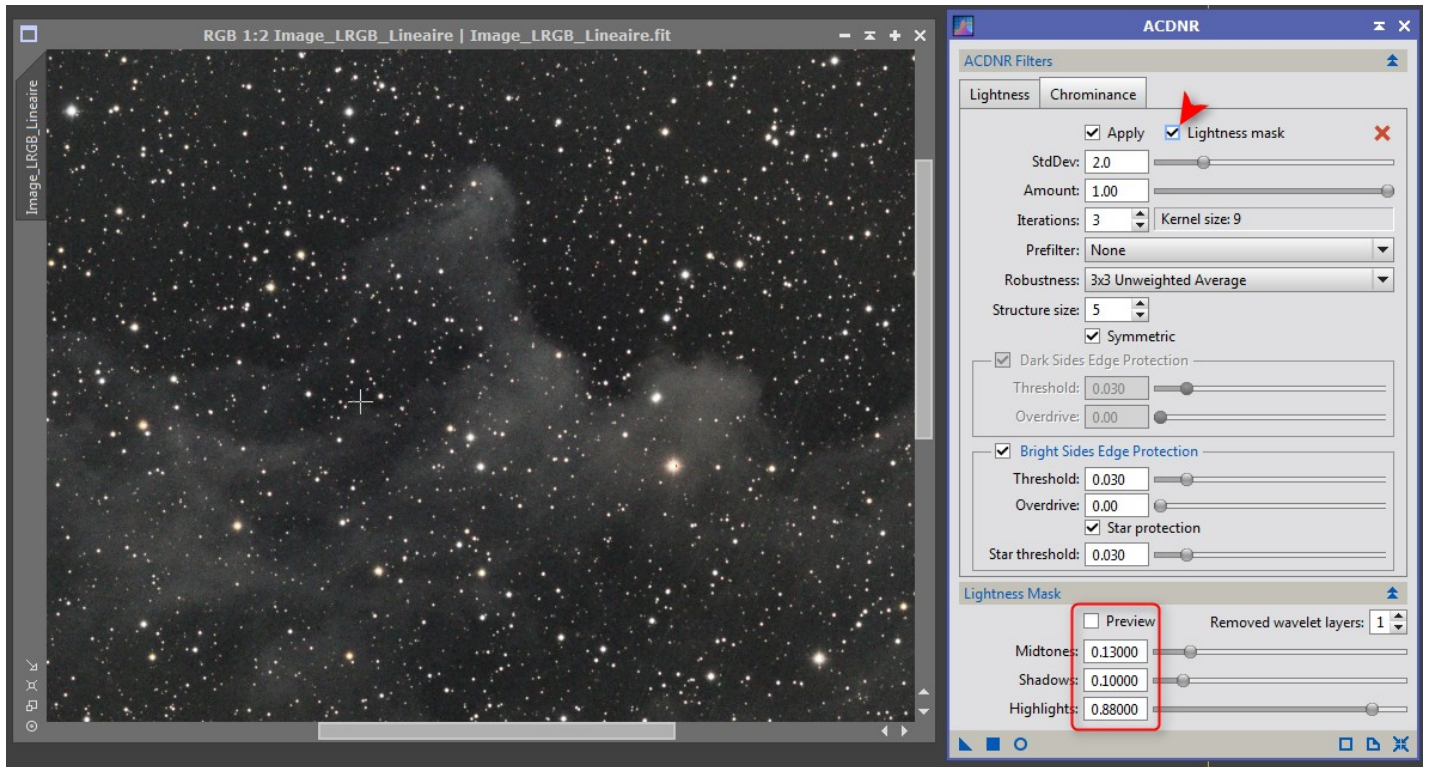 RGB 1:2 Image_LRGB_Lineaire | Image_LRGB_Lineaire.fit
Image_LRGB_Lineaire
ACDNR
ACDNR Filters
Lightness Chrominance
Apply Lightness mask
StdDev: 2.0
Amount: 1.00
Iterations: 3 Kernel size: 9
Prefilter: None
Robustness: 3x3 Unweighted Average
Structure size: 5
Symmetric
Dark Sides Edge Protection
Threshold: 0.030
Overdrive: 0.00
Bright Sides Edge Protection
Threshold: 0.030
Overdrive: 0.00
Star protection
Star threshold: 0.030
Lightness Mask
Preview Removed wavelet layers: 1
Midtones: 0.13000
Shadows: 0.10000
Highlights: 0.88000